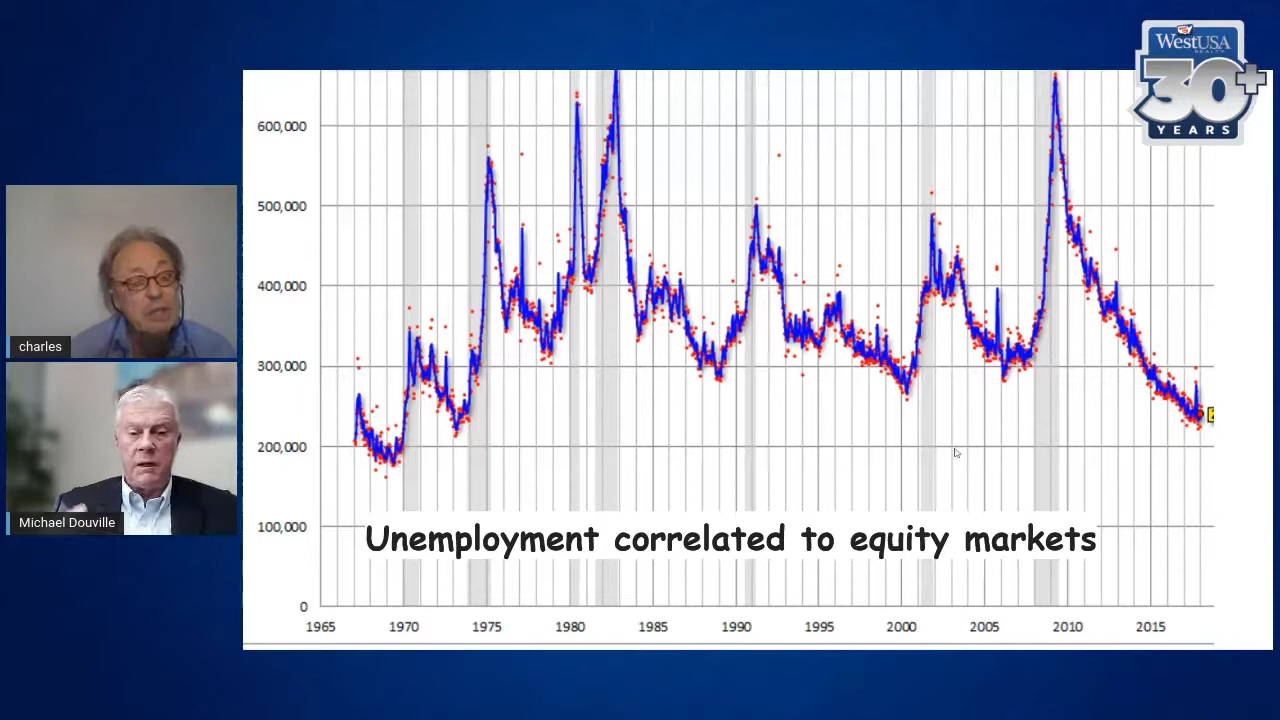 WestUSA
REALTY
30+
YEARS
600,000
500,000
400,000
300,000
200,000
100,000
0
1965 1970 1975 1980 1985 1990 1995 2000 2005 2010 2015
Unemployment correlated to equity markets
charles
Michael Douville